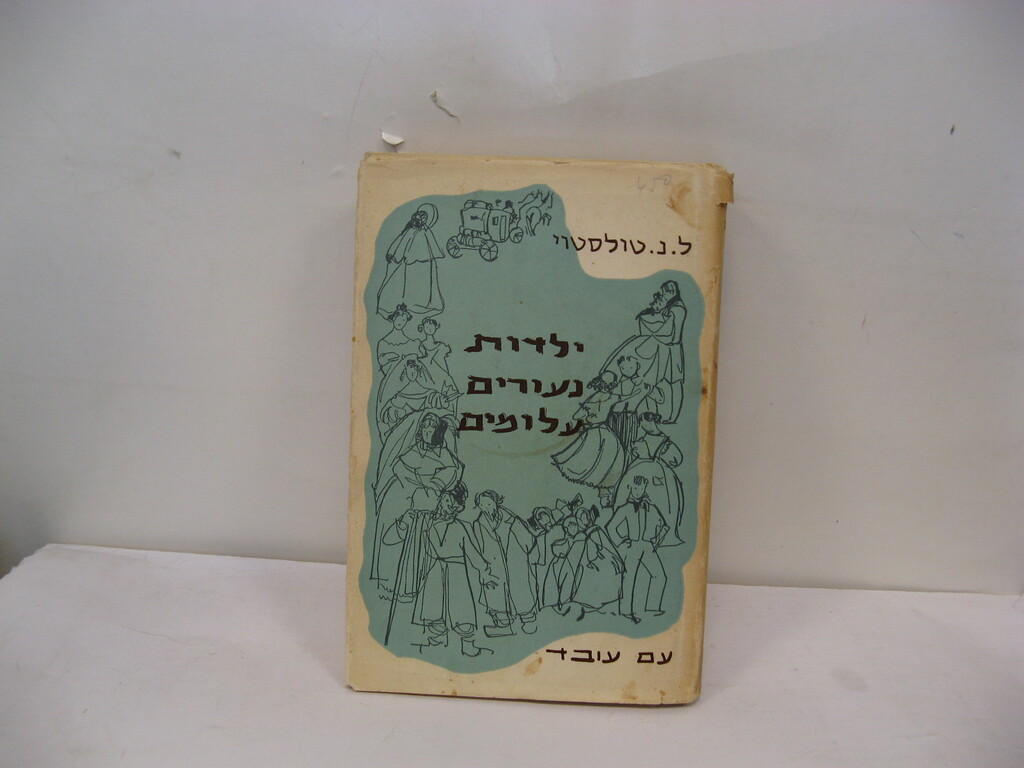 ל.נ.טולסטוי
ילדות
נעורים
עלומים
עם עובד